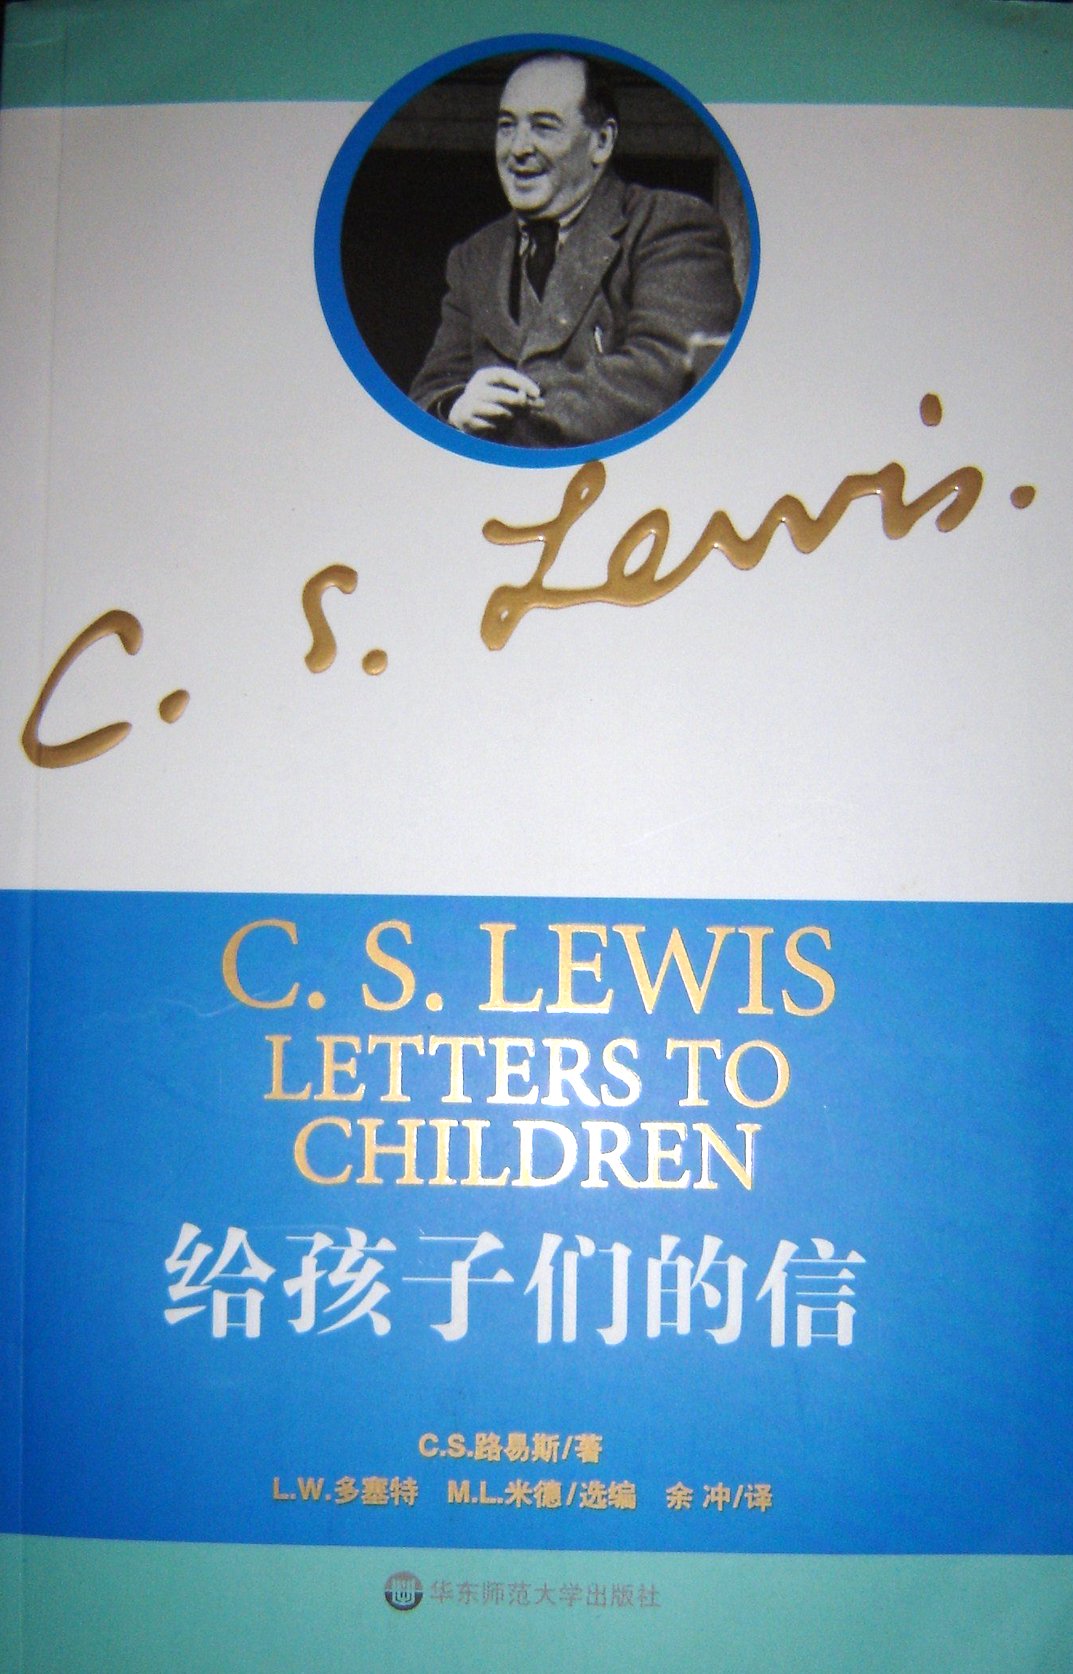 C. S. Lewis.
C. S. LEWIS
LETTERS TO
CHILDREN
给孩子们的信
C.S.路易斯/著
L.W.多塞特 M.L.米德/选编 余 冲/译
华东师范大学出版社